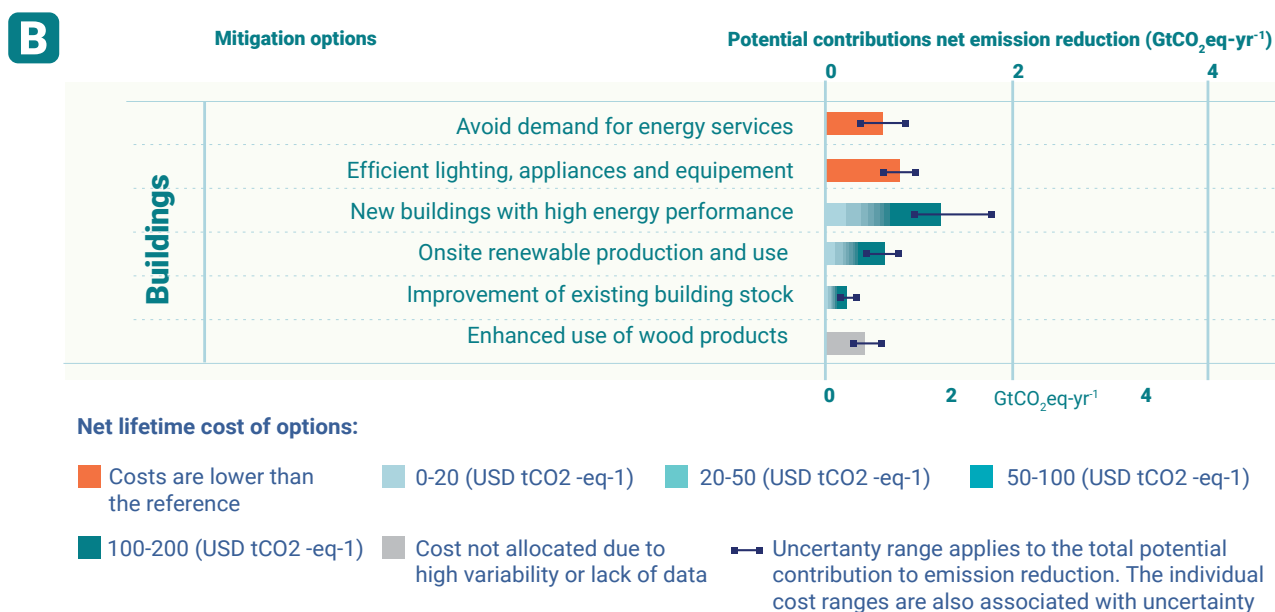 B
Mitigation options
Potential contributions net emission reduction (GtCO₂eq-yr⁻¹)
0 2 4
Buildings
Avoid demand for energy services
Efficient lighting, appliances and equipement
New buildings with high energy performance
Onsite renewable production and use
Improvement of existing building stock
Enhanced use of wood products
0 2 GtCO₂eq-yr⁻¹ 4
Net lifetime cost of options:
Costs are lower than
the reference
0-20 (USD tCO2 -eq-1)
20-50 (USD tCO2 -eq-1)
50-100 (USD tCO2 -eq-1)
100-200 (USD tCO2 -eq-1)
Cost not allocated due to
high variability or lack of data
Uncertanty range applies to the total potential
contribution to emission reduction. The individual
cost ranges are also associated with uncertainty